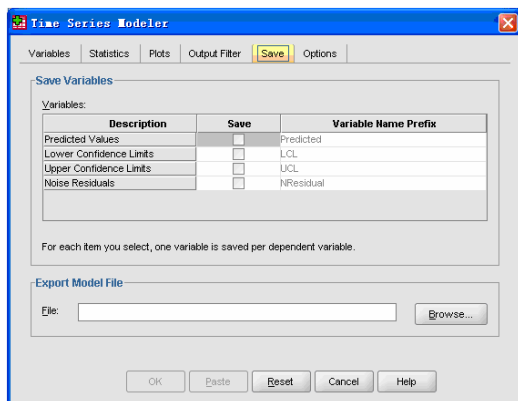 Time Series Modeler
Variables Statistics Plots Output Filter Save Options
Save Variables
Variables:
Description Save Variable Name Prefix
Predicted Values Predicted
Lower Confidence Limits LCL
Upper Confidence Limits UCL
Noise Residuals NResidual
For each item you select, one variable is saved per dependent variable.
Export Model File
File: Browse...
OK Paste Reset Cancel Help